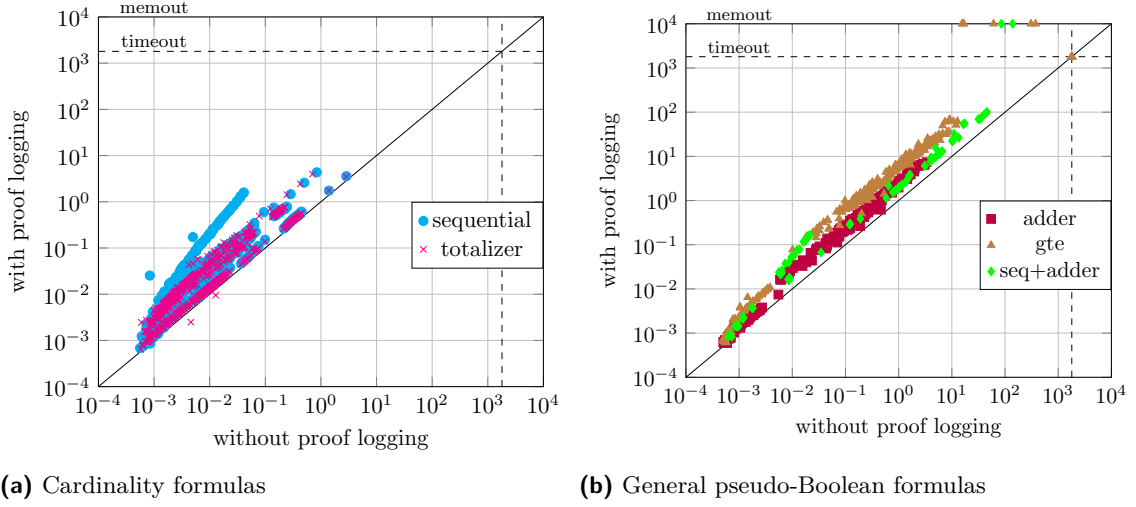 memout
timeout
10^4
10^3
10^2
10^1
10^0
10^−1
10^−2
10^−3
10^−4
with proof logging
sequential
totalizer
10^−4 10^−3 10^−2 10^−1 10^0 10^1 10^2 10^3 10^4
without proof logging
(a) Cardinality formulas
memout
timeout
10^4
10^3
10^2
10^1
10^0
10^−1
10^−2
10^−3
10^−4
with proof logging
adder
gte
seq+adder
10^−4 10^−3 10^−2 10^−1 10^0 10^1 10^2 10^3 10^4
without proof logging
(b) General pseudo-Boolean formulas